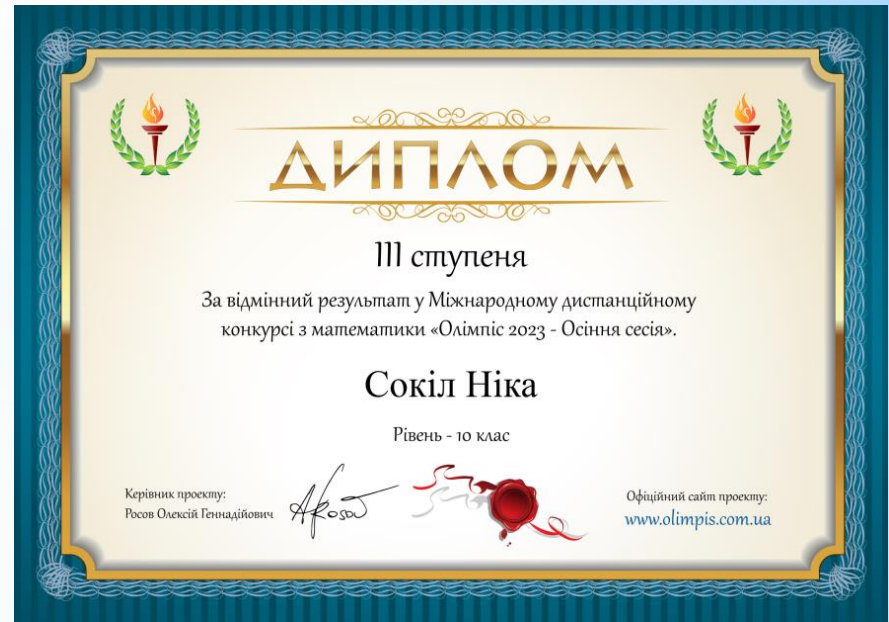 ДИПЛОМ
III ступеня
За відмінний результат у Міжнародному дистанційному
конкурсі з математики «Олімпіс 2023 - Осіння сесія».
Сокіл Ніка
Рівень - 10 клас
Керівник проекту:
Росов Олексій Геннадійович
Офіційний сайт проекту:
www.olimpis.com.ua